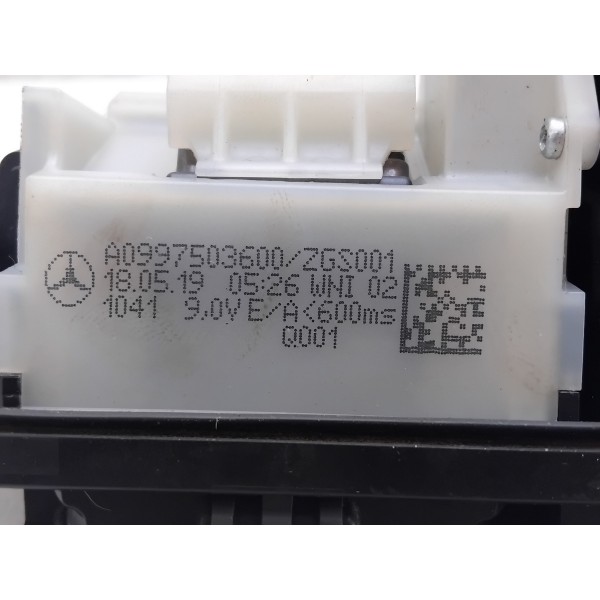 A0997503600/ZGS001
18.05.19 05:26 WNI 02
1041 9.0V E/A<600ms
Q001